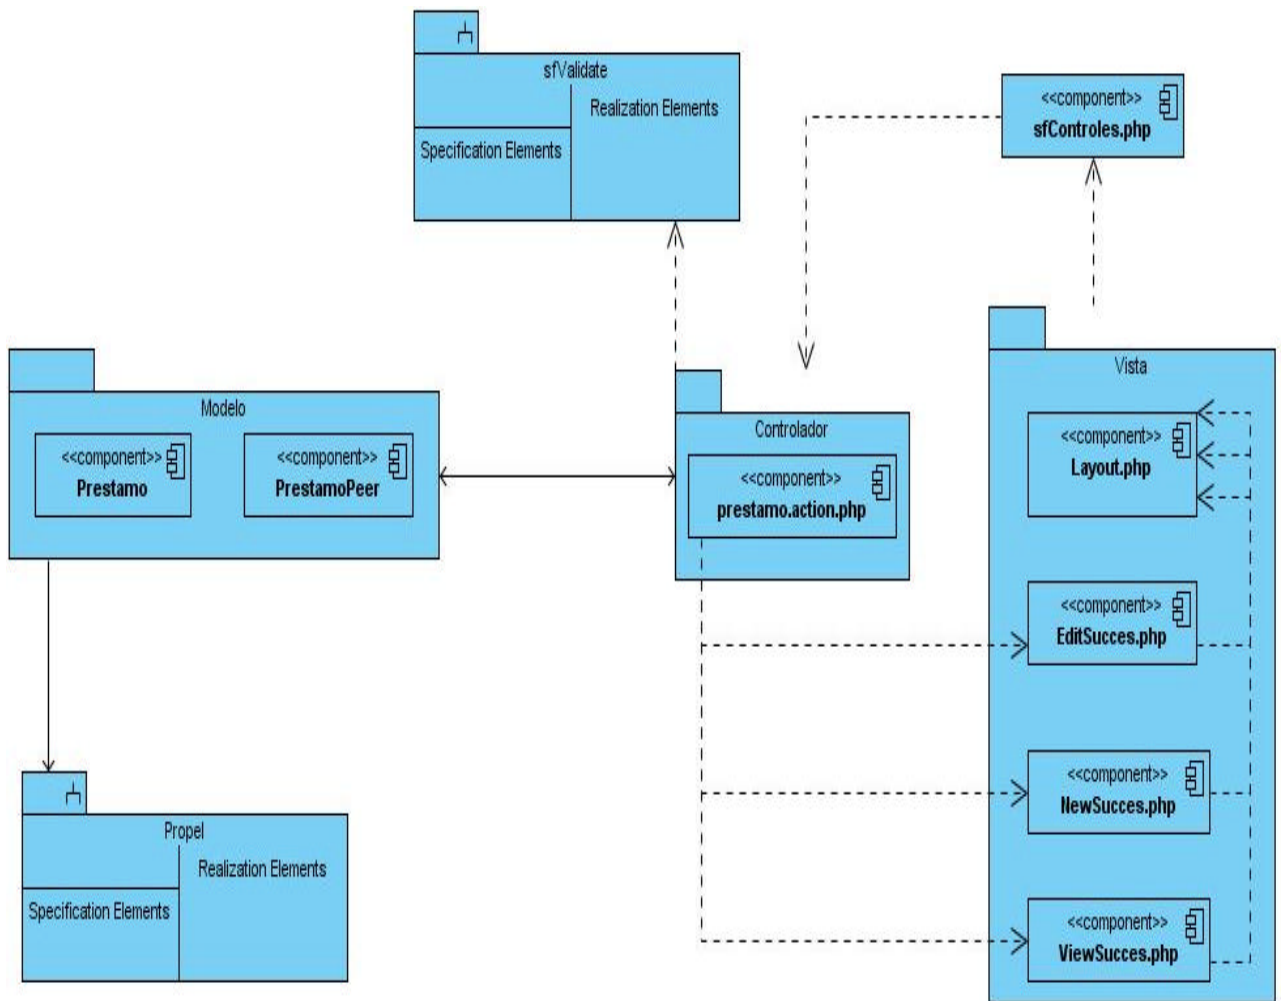 sfValidate
Realization Elements
Specification Elements
<<component>>
sfControles.php
Modelo
<<component>>
Prestamo
<<component>>
PrestamoPeer
Controlador
<<component>>
prestamo.action.php
Vista
<<component>>
Layout.php
<<component>>
EditSucces.php
<<component>>
NewSucces.php
<<component>>
ViewSucces.php
Propel
Realization Elements
Specification Elements